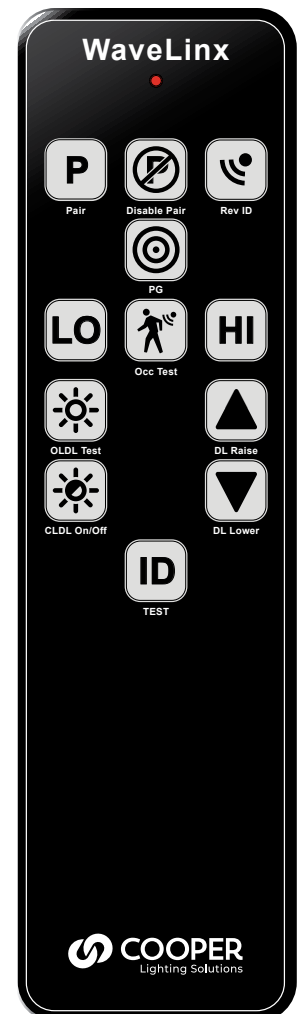 WaveLinx
P P
Pair Disable Pair Rev ID
PG
LO HI
Occ Test
OLDL Test DL Raise
CLDL On/Off DL Lower
ID
TEST
COOPER
Lighting Solutions